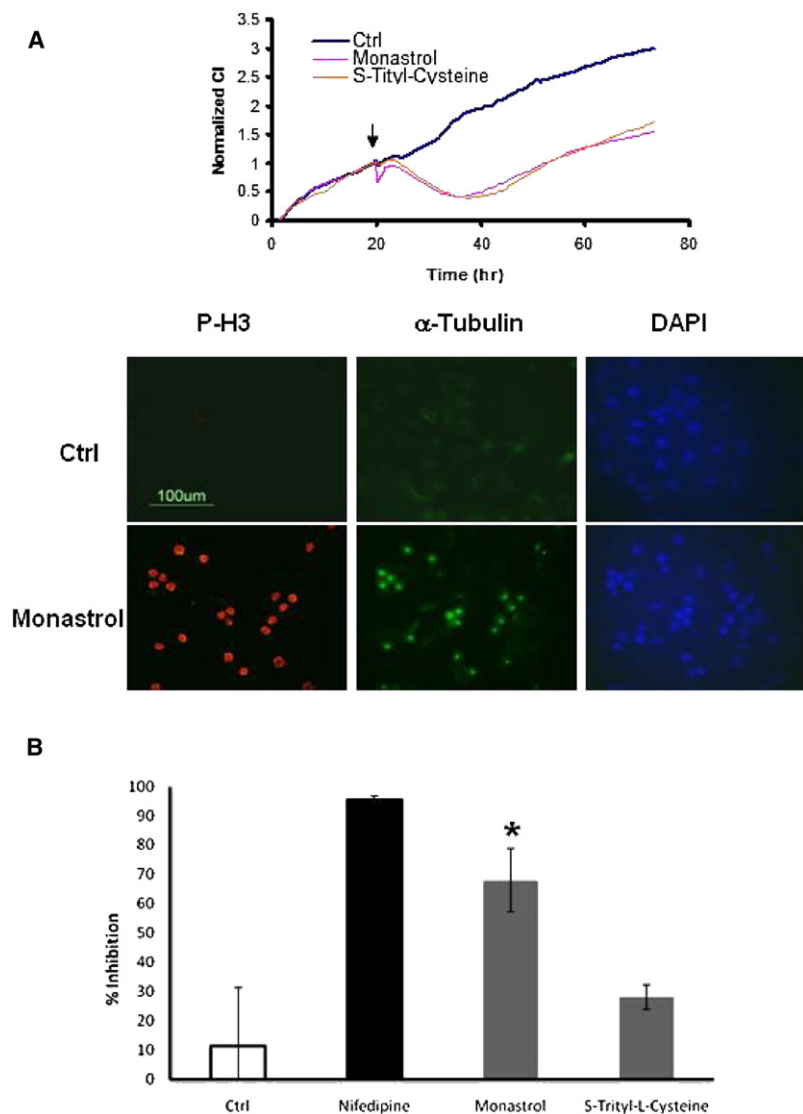 A
3.5
3
2.5
2
1.5
1
0.5
0
Normalized CI
Ctrl
Monastrol
S-Tityl-Cysteine
0 20 40 60 80
Time (hr)
P-H3 α-Tubulin DAPI
Ctrl
100um
Monastrol
B
100
90
80
70
60
50
40
30
20
10
0
% Inhibition
*
Ctrl Nifedipine Monastrol S-Trityl-L-Cysteine